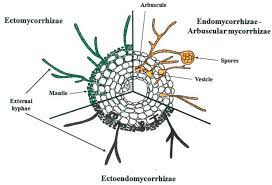 Ectomycorrhizae
Arbuscule
Endomycorrhizae-
Arbuscular mycorrhizae
Spores
Vesicle
Mantle
External
hyphae
Ectoendomycorrhizae